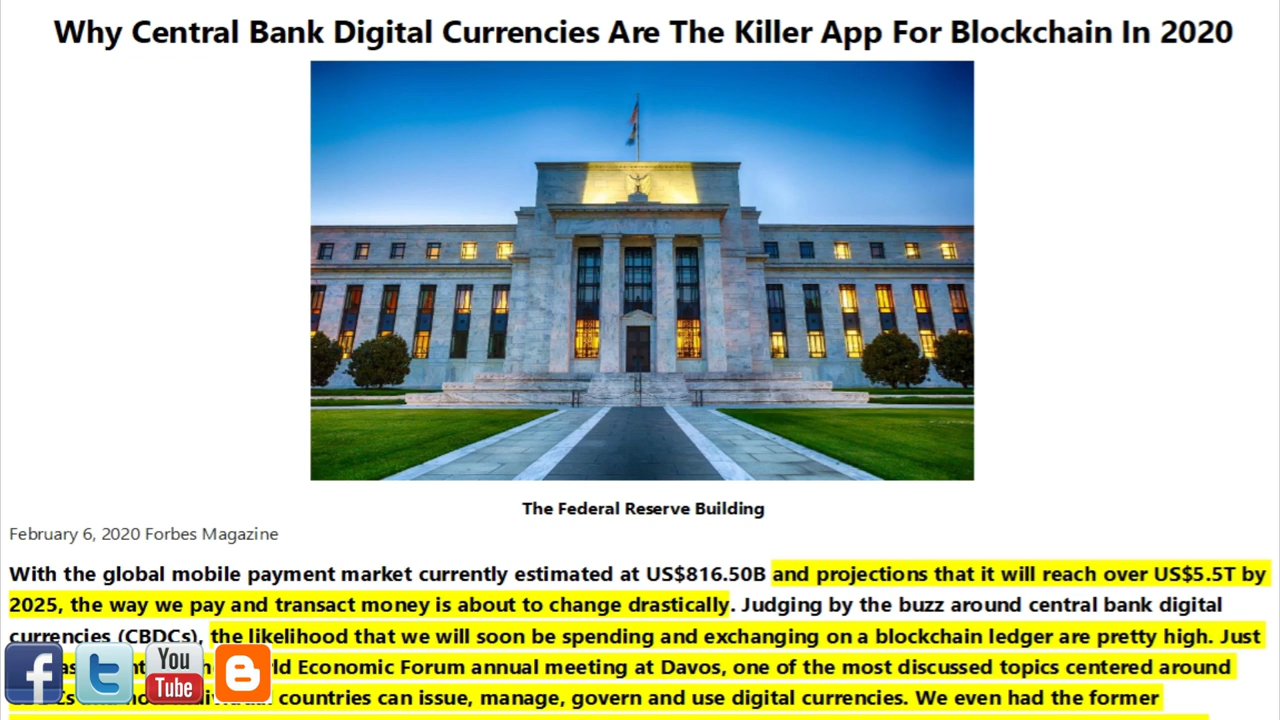 Why Central Bank Digital Currencies Are The Killer App For Blockchain In 2020
The Federal Reserve Building
February 6, 2020 Forbes Magazine
With the global mobile payment market currently estimated at US$816.50B and projections that it will reach over US$5.5T by
2025, the way we pay and transact money is about to change drastically. Judging by the buzz around central bank digital
currencies (CBDCs), the likelihood that we will soon be spending and exchanging on a blockchain ledger are pretty high. Just
Economic Forum annual meeting at Davos, one of the most discussed topics centered around
countries can issue, manage, govern and use digital currencies. We even had the former
You
Tube